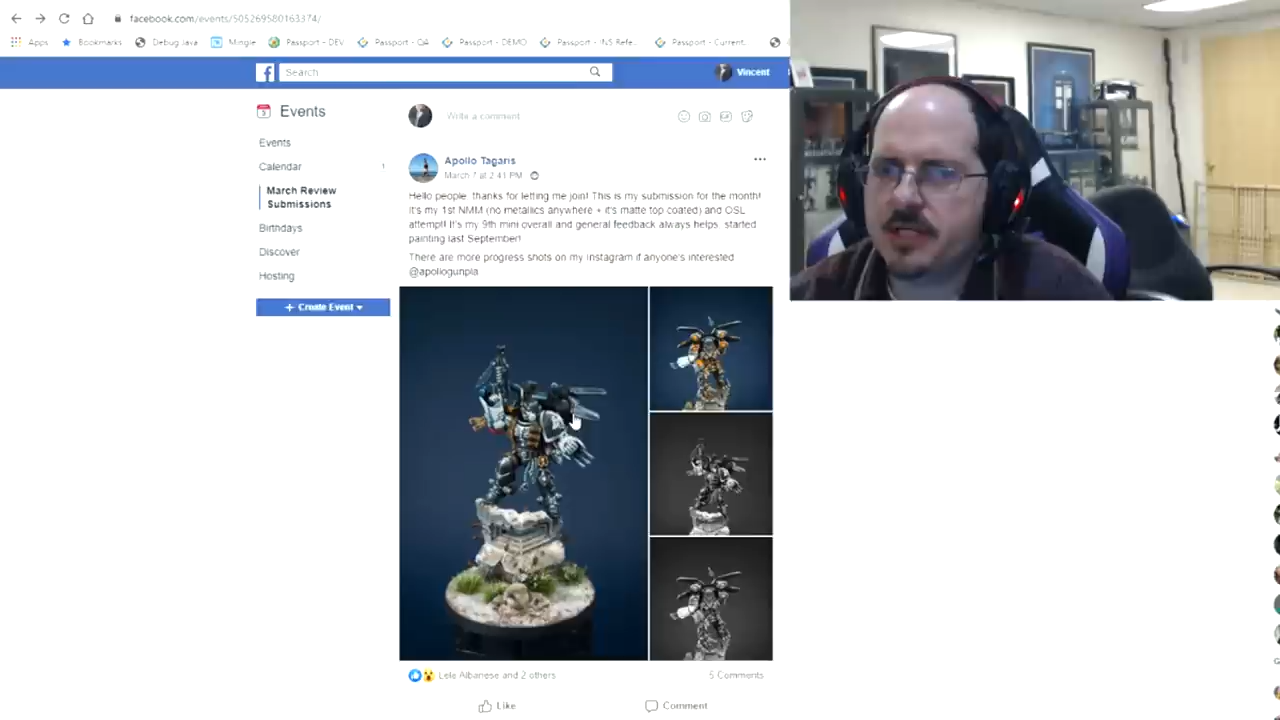 facebook.com/events/505269580163374/
Apps Bookmarks Debug Java Mingle Passport - DEV Passport - QA Passport - DEMO Passport - INS Refe... Passport - Current...
Search
Vincent
Events
Write a comment
Events
Calendar 1
March Review
Submissions
Birthdays
Discover
Hosting
+ Create Event
Apollo Tagaris
March 7 at 2:41 PM
Hello people, thanks for letting me join! This is my submission for the month!
It's my 1st NMM (no metallics anywhere + it's matte top coated) and OSL
attempt! It's my 9th mini overall and general feedback always helps, started
painting last September!
There are more progress shots on my instagram if anyone's interested
@apollogunpla
Lele Albanese and 2 others
5 Comments
Like
Comment